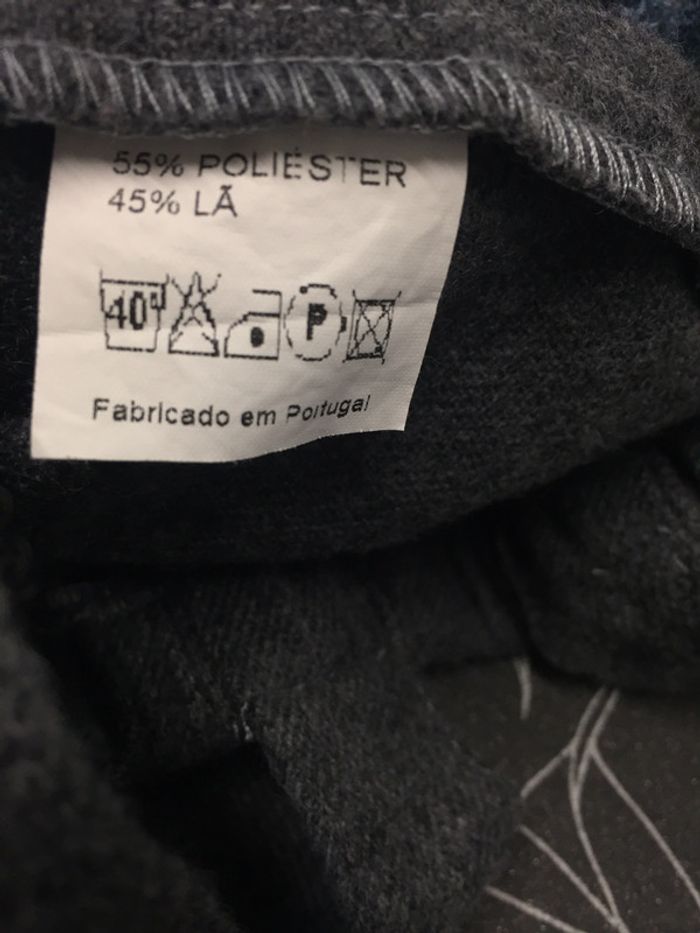 55% POLIÉSTER
45% LÃ
40° P
Fabricado em Portugal